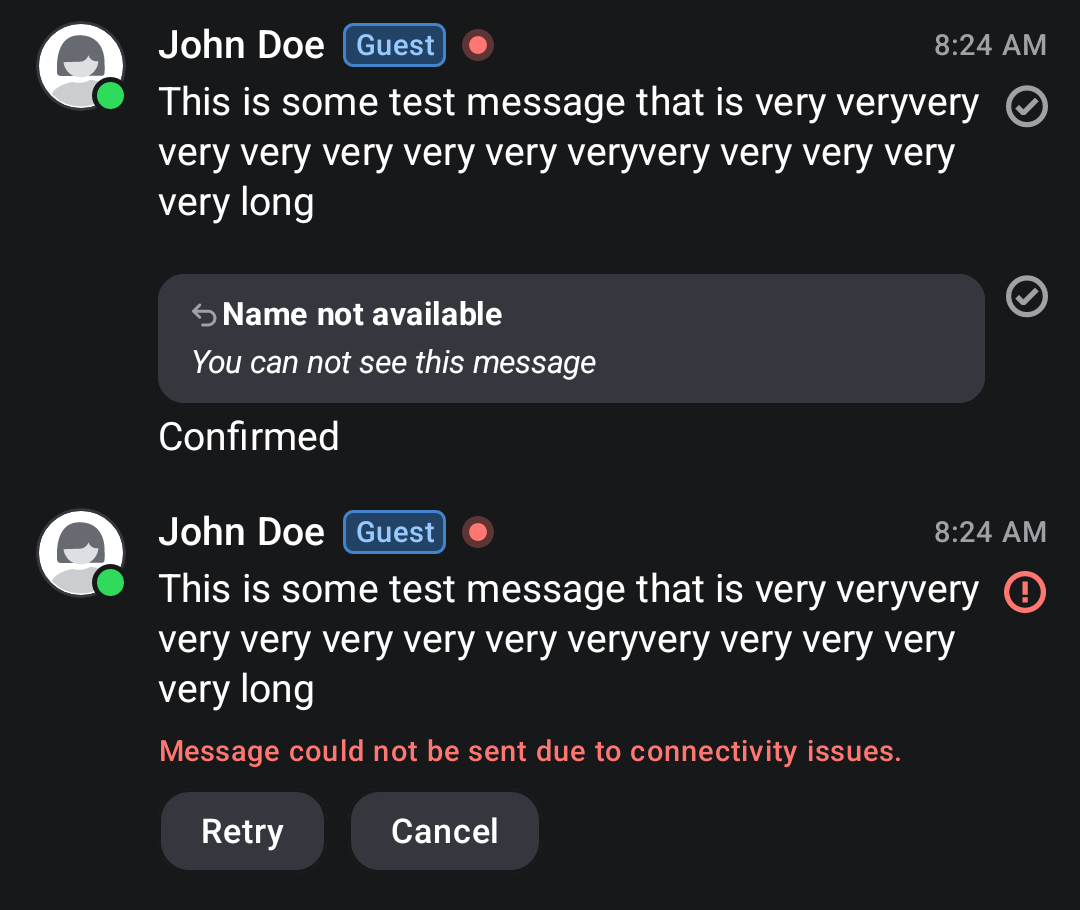 John Doe Guest 8:24 AM
This is some test message that is very veryvery
very very very very very veryvery very very very
very long
Name not available
You can not see this message
Confirmed
John Doe Guest 8:24 AM
This is some test message that is very veryvery
very very very very very veryvery very very very
very long
Message could not be sent due to connectivity issues.
Retry Cancel